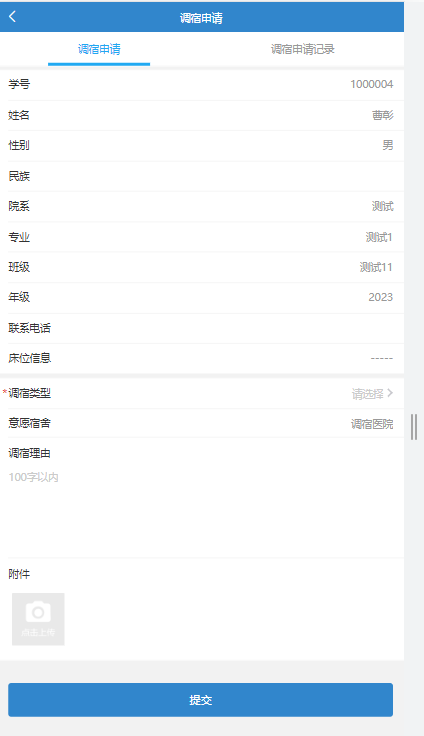 调宿申请
调宿申请 调宿申请记录
学号 1000004
姓名 曹彰
性别 男
民族
院系 测试
专业 测试1
班级 测试11
年级 2023
联系电话
床位信息 -----
*调宿类型 请选择
意愿宿舍 调宿医院
调宿理由
100字以内
附件
点击上传
提交